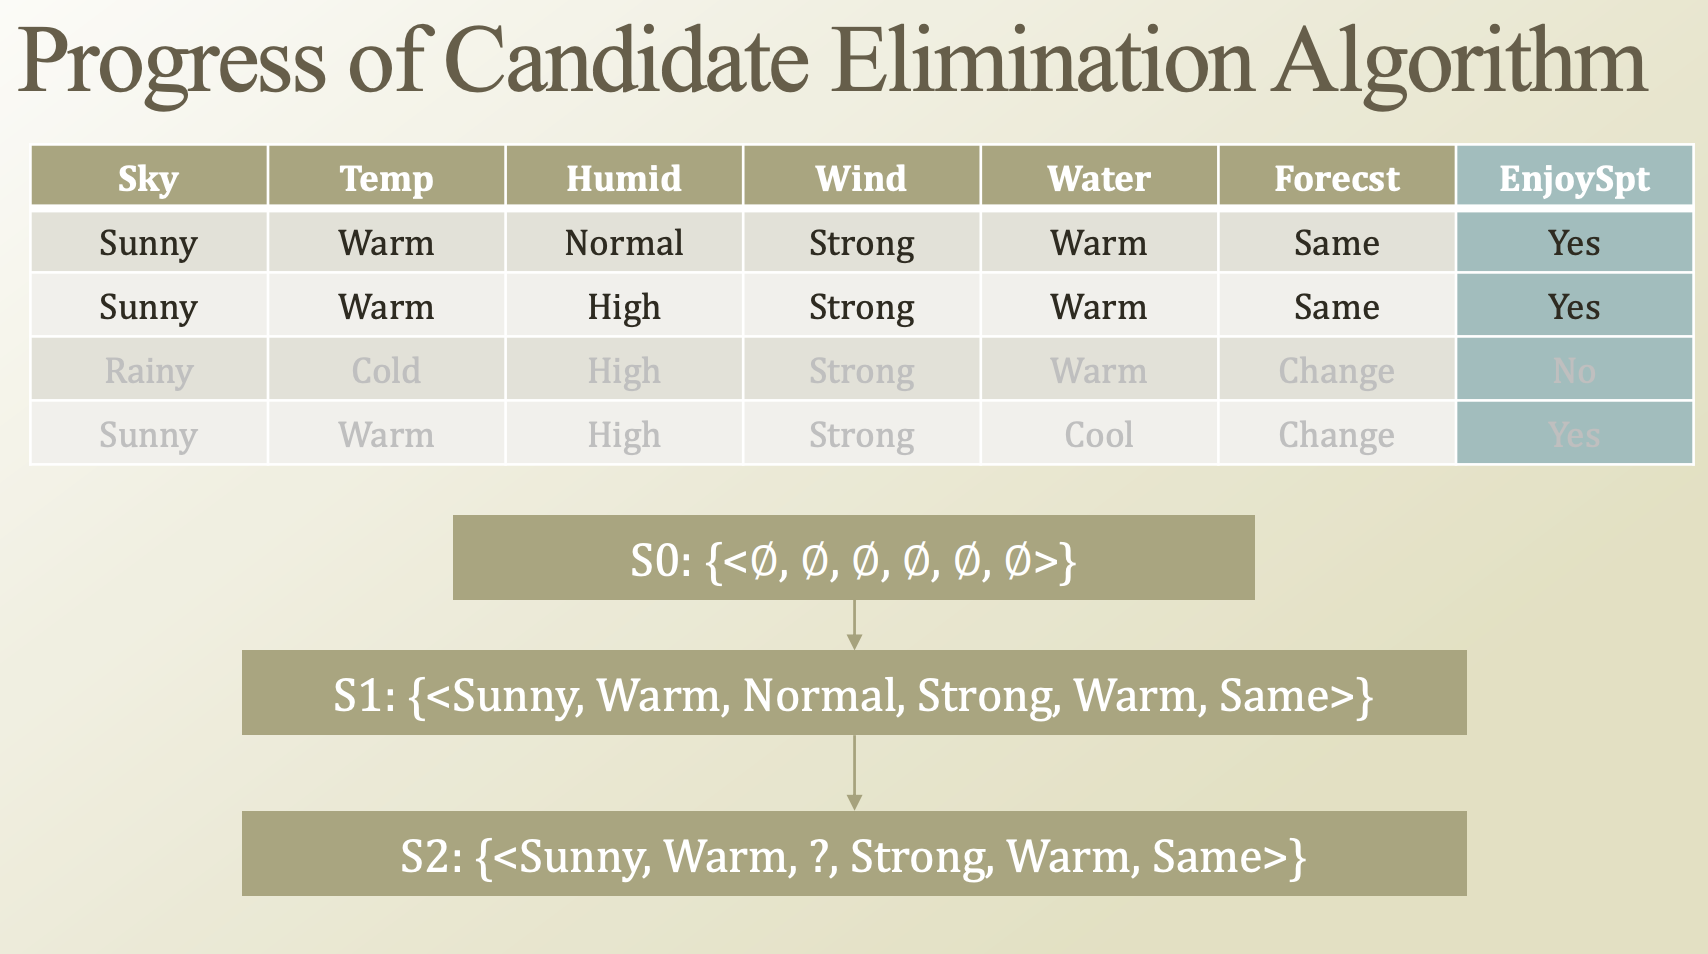 Progress of Candidate Elimination Algorithm
Sky Temp Humid Wind Water Forecst EnjoySpt
Sunny Warm Normal Strong Warm Same Yes
Sunny Warm High Strong Warm Same Yes
Rainy Cold High Strong Warm Change No
Sunny Warm High Strong Cool Change Yes
S0: {<∅, ∅, ∅, ∅, ∅, ∅>}
S1: {<Sunny, Warm, Normal, Strong, Warm, Same>}
S2: {<Sunny, Warm, ?, Strong, Warm, Same>}